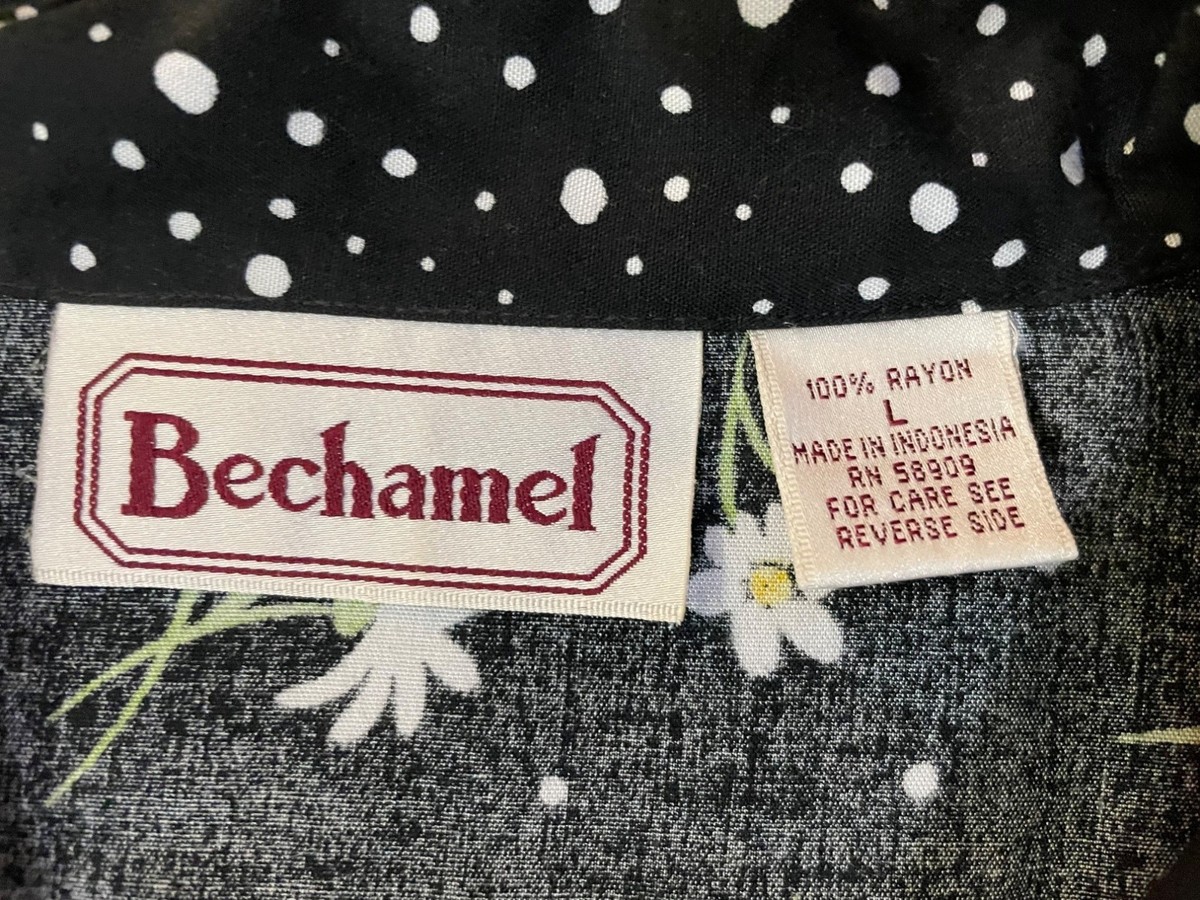 Bechamel
100% RAYON
L
MADE IN INDONESIA
RN 58909
FOR CARE SEE
REVERSE SIDE